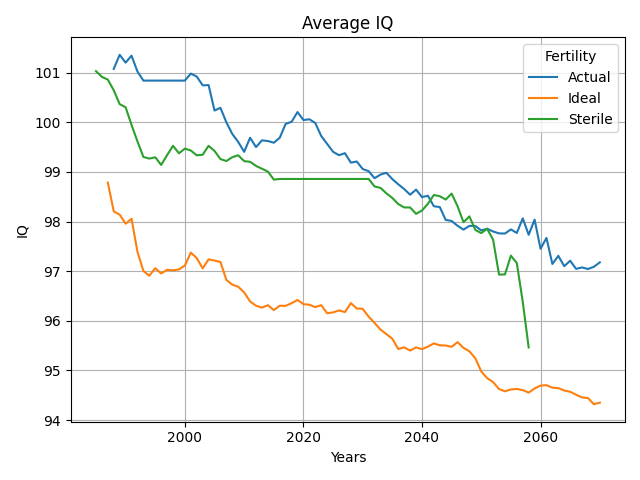 Average IQ
Fertility
Actual
Ideal
Sterile
IQ
101
100
99
98
97
96
95
94
2000
2020
2040
2060
Years